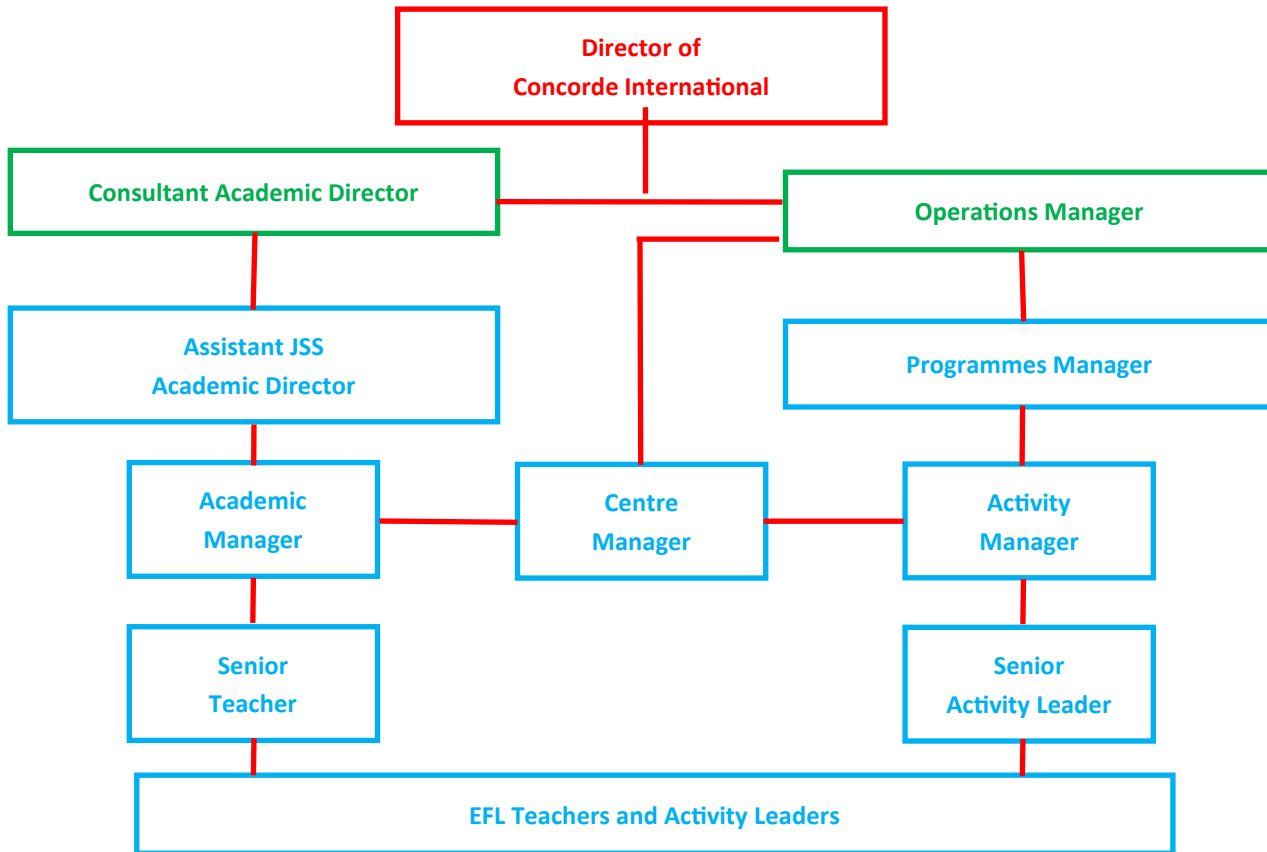 Director of
Concorde International
Consultant Academic Director
Operations Manager
Assistant JSS
Academic Director
Programmes Manager
Academic
Manager
Centre
Manager
Activity
Manager
Senior
Teacher
Senior
Activity Leader
EFL Teachers and Activity Leaders